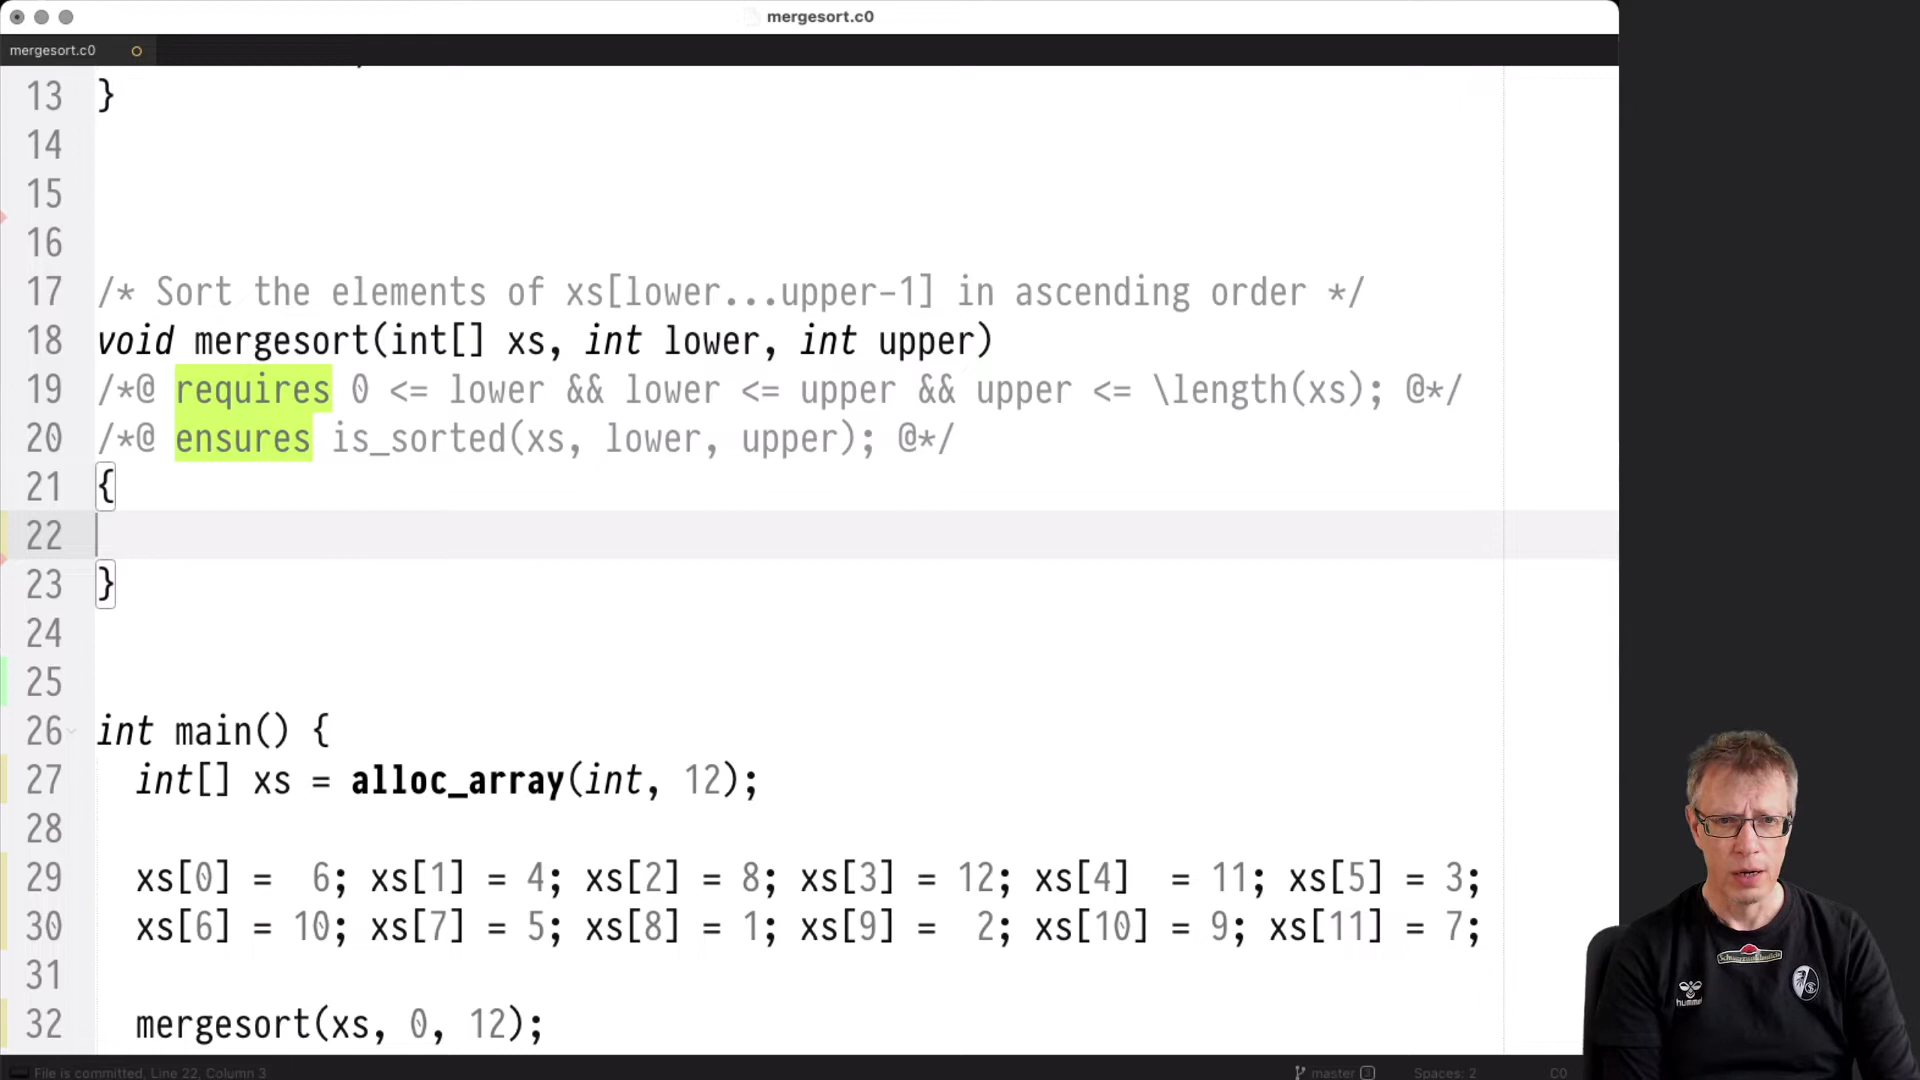 mergesort.c0
mergesort.c0
13 }
14
15
16
17 /* Sort the elements of xs[lower...upper-1] in ascending order */
18 void mergesort(int[] xs, int lower, int upper)
19 /*@ requires 0 <= lower && lower <= upper && upper <= \length(xs); @*/
20 /*@ ensures is_sorted(xs, lower, upper); @*/
21 {
22
23 }
24
25
26 int main() {
27 int[] xs = alloc_array(int, 12);
28
29 xs[0] =  6; xs[1] = 4; xs[2] = 8; xs[3] = 12; xs[4]  = 11; xs[5] = 3;
30 xs[6] = 10; xs[7] = 5; xs[8] = 1; xs[9] =  2; xs[10] = 9; xs[11] = 7;
31
32 mergesort(xs, 0, 12);
File is committed, Line 22, Column 3
master 3
Spaces: 2
C0
hummel